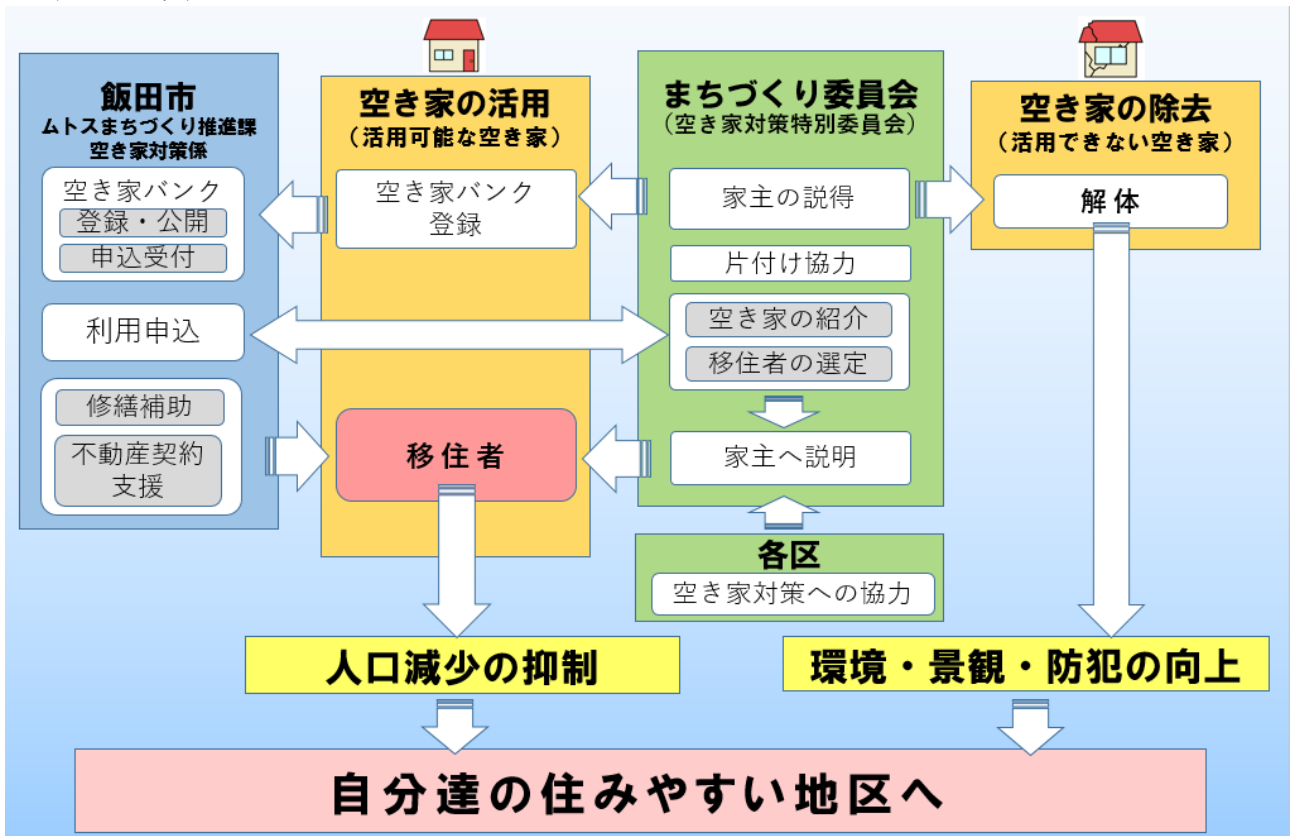 飯田市
ムトスまちづくり推進課
空き家対策係
空き家バンク
登録・公開
申込受付
利用申込
修繕補助
不動産契約
支援
空き家の活用
（活用可能な空き家）
空き家バンク
登録
移住者
まちづくり委員会
（空き家対策特別委員会）
家主の説得
片付け協力
空き家の紹介
移住者の選定
家主へ説明
各区
空き家対策への協力
空き家の除去
（活用できない空き家）
解体
人口減少の抑制
環境・景観・防犯の向上
自分達の住みやすい地区へ